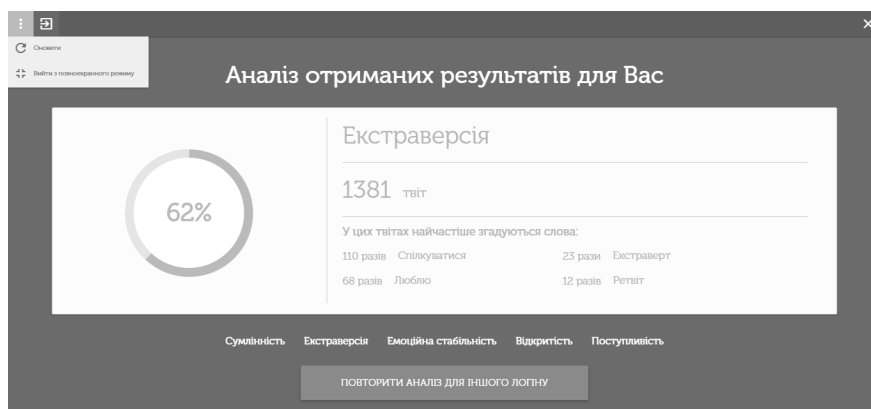 Оновити
Вийти з повноекранного режиму
Аналіз отриманих результатів для Вас
62%
Екстраверсія
1381 твіт
У цих твітах найчастіше згадуються слова:
110 разів Спілкуватися 23 рази Екстраверт
68 разів Люблю 12 разів Ретвіт
Сумлінність Екстраверсія Емоційна стабільність Відкритість Поступливість
ПОВТОРИТИ АНАЛІЗ ДЛЯ ІНШОГО ЛОГІНУ